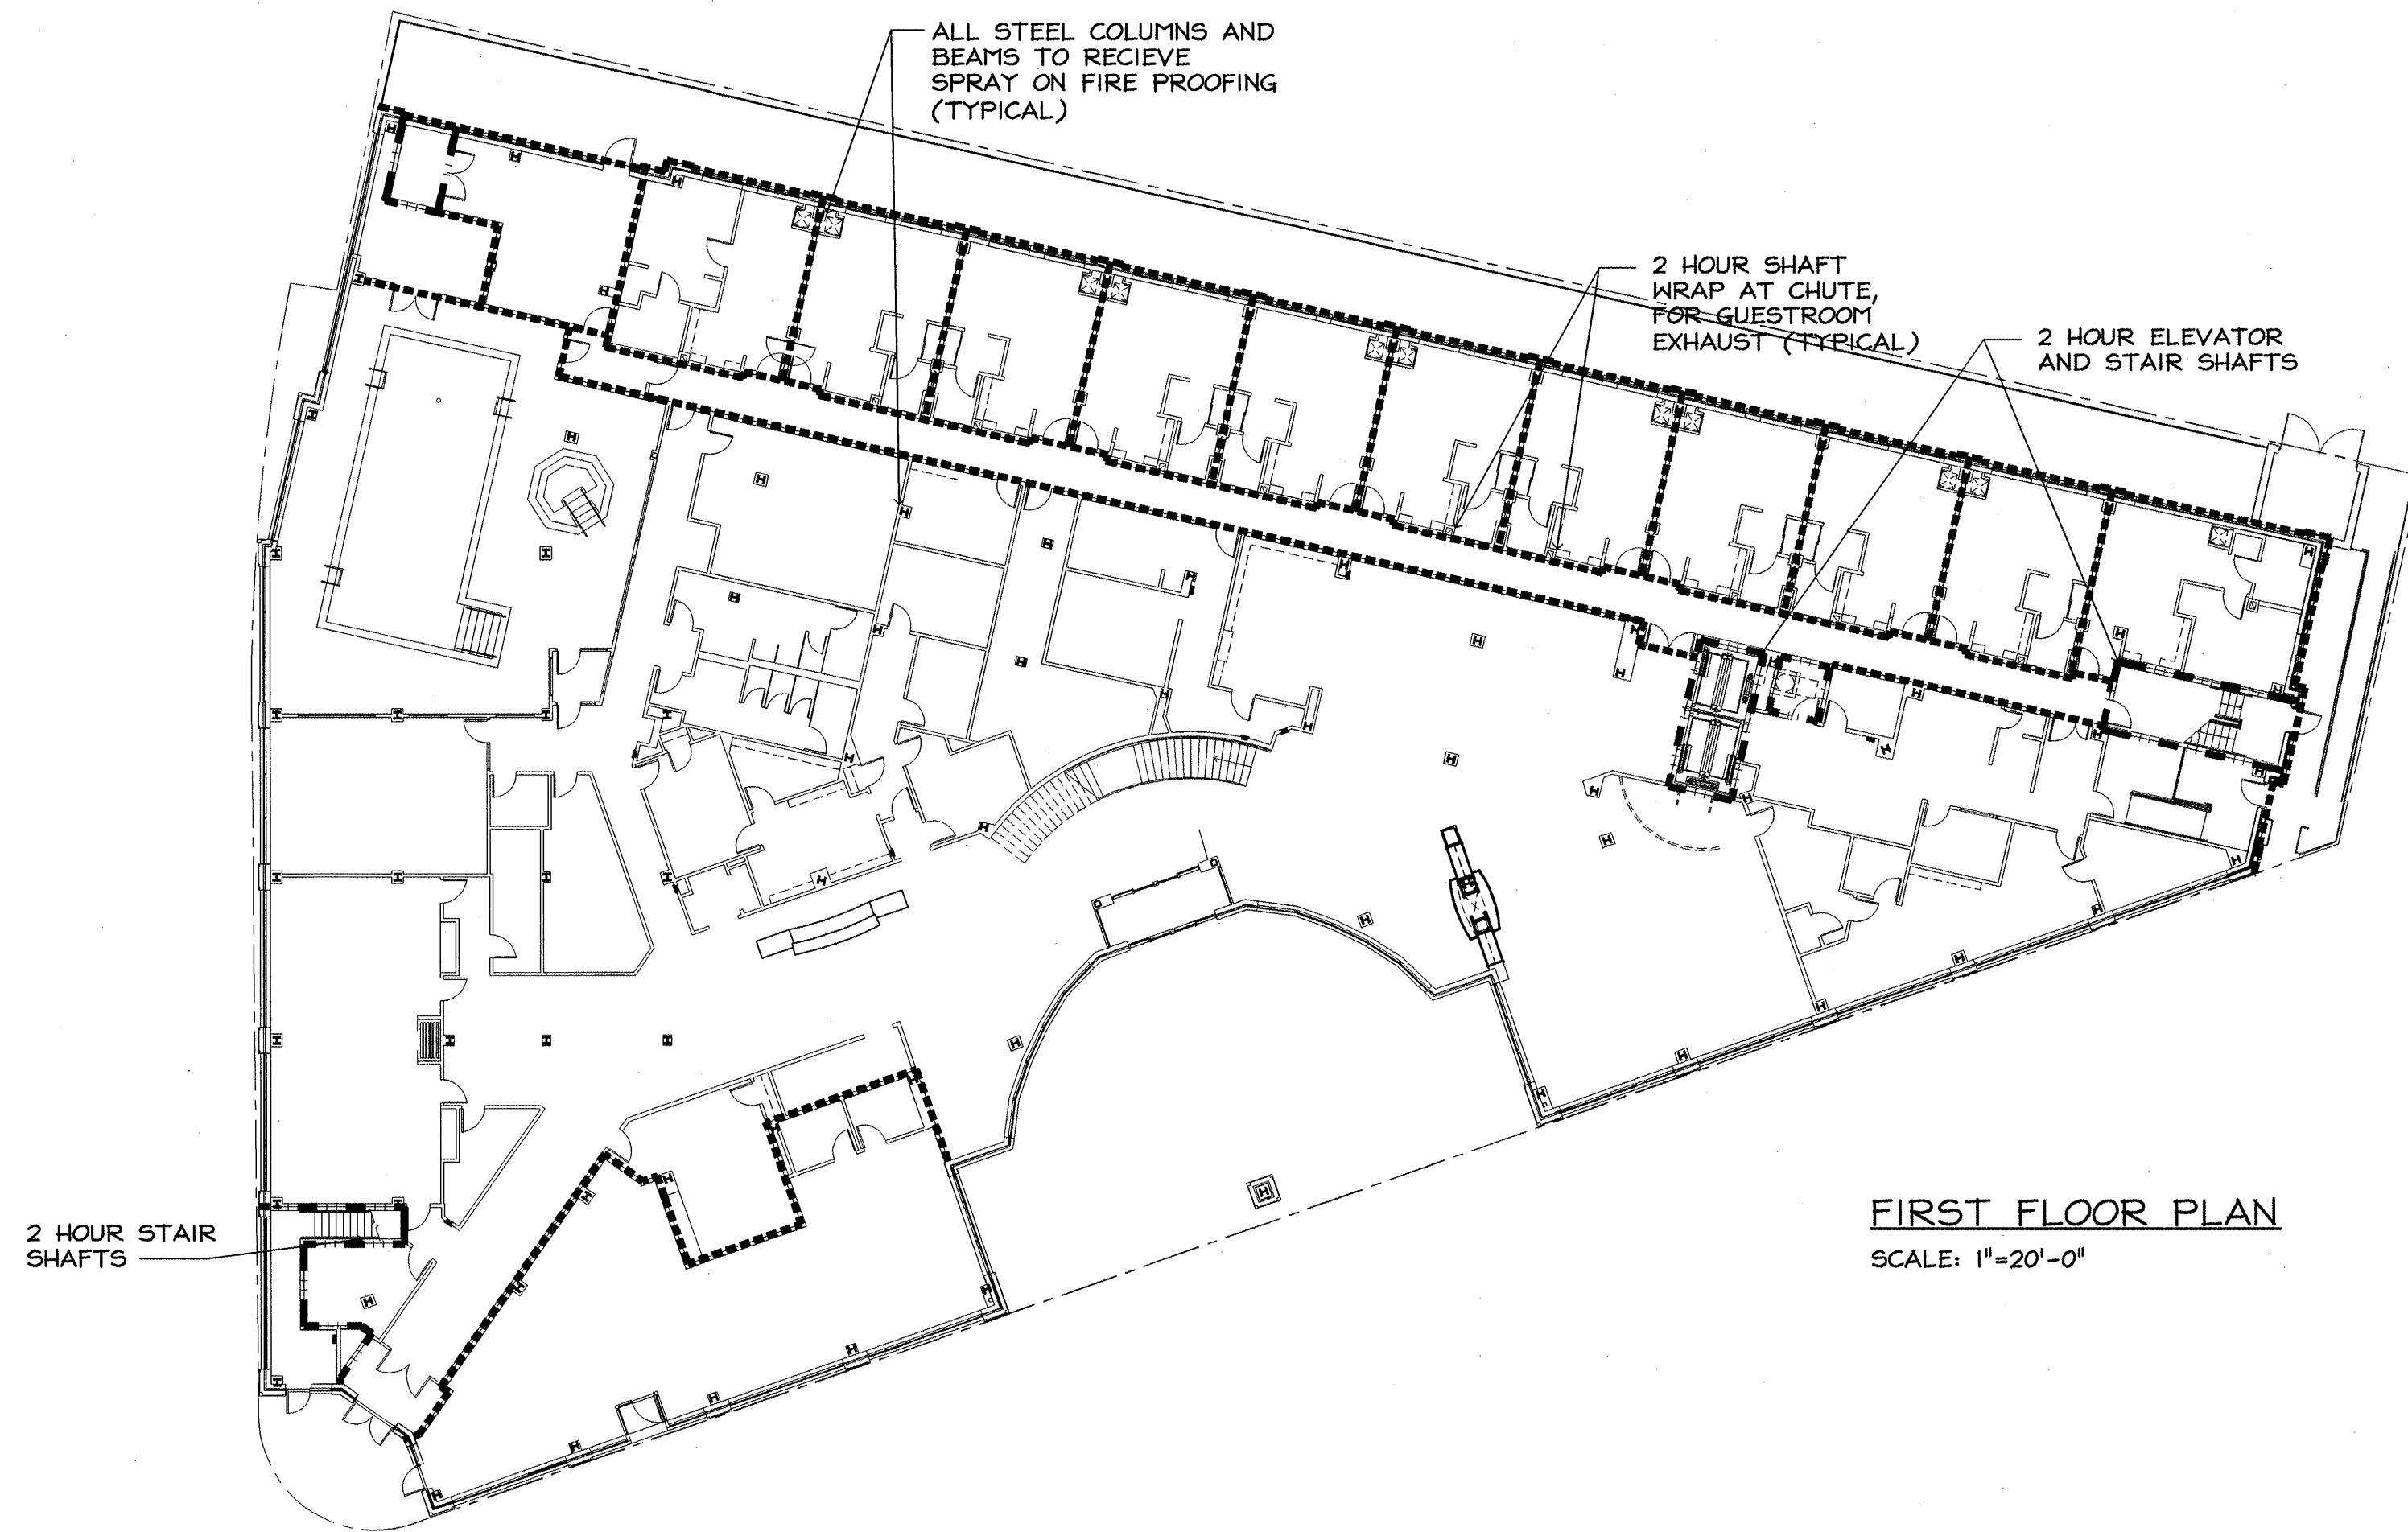 ALL STEEL COLUMNS AND
BEAMS TO RECIEVE
SPRAY ON FIRE PROOFING
(TYPICAL)
2 HOUR SHAFT
WRAP AT CHUTE,
FOR GUESTROOM
EXHAUST (TYPICAL)
2 HOUR ELEVATOR
AND STAIR SHAFTS
2 HOUR STAIR
SHAFTS
FIRST FLOOR PLAN
SCALE: 1"=20'-0"